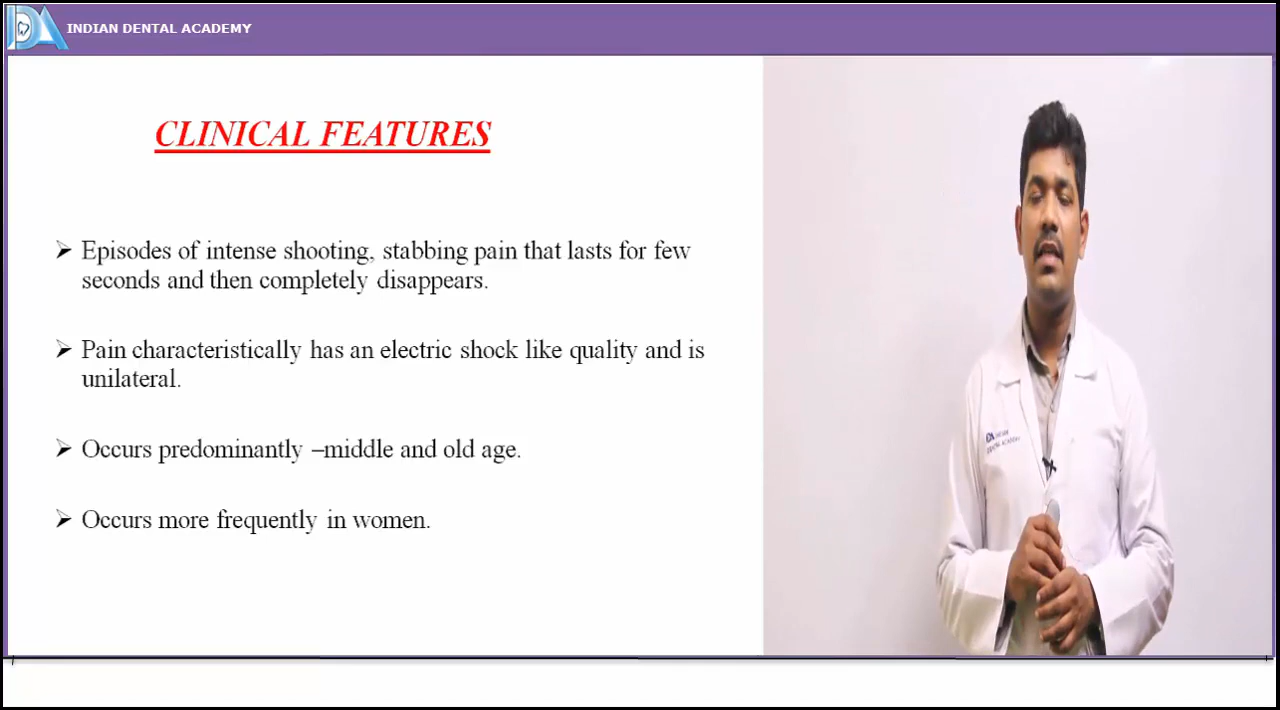 INDIAN DENTAL ACADEMY
CLINICAL FEATURES
➢ Episodes of intense shooting, stabbing pain that lasts for few
seconds and then completely disappears.
➢ Pain characteristically has an electric shock like quality and is
unilateral.
➢ Occurs predominantly –middle and old age.
➢ Occurs more frequently in women.
DENTAL ACADEMY